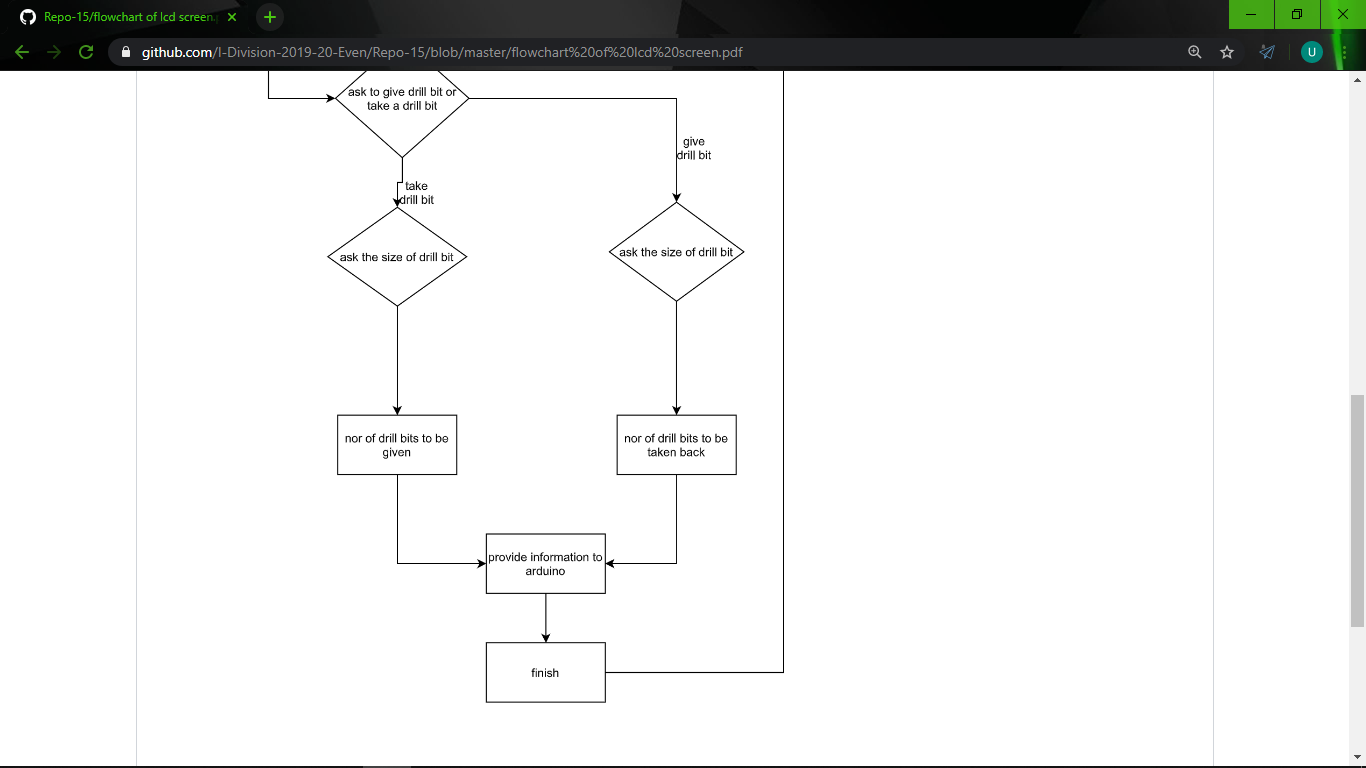 Repo-15/flowchart of lcd screen.
github.com/I-Division-2019-20-Even/Repo-15/blob/master/flowchart%20of%20lcd%20screen.pdf
U
ask to give drill bit or
take a drill bit
give
drill bit
take
drill bit
ask the size of drill bit
ask the size of drill bit
nor of drill bits to be
given
nor of drill bits to be
taken back
provide information to
arduino
finish